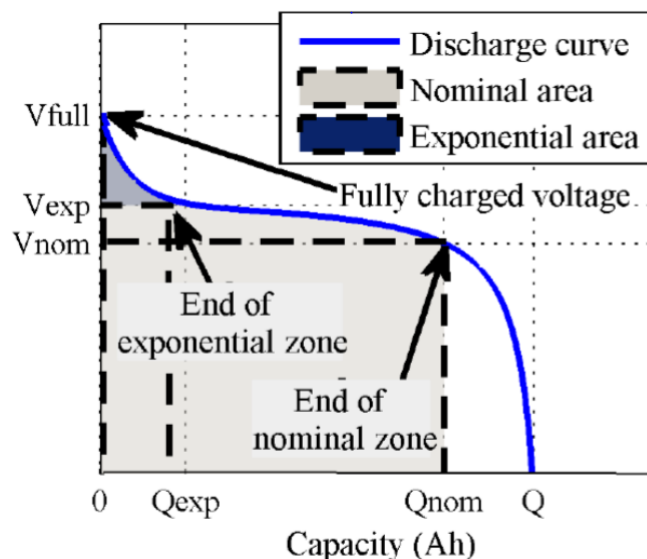 Discharge curve
Nominal area
Exponential area
Vfull
Fully charged voltage
Vexp
Vnom
End of
exponential zone
End of
nominal zone
0 Qexp Qnom Q
Capacity (Ah)